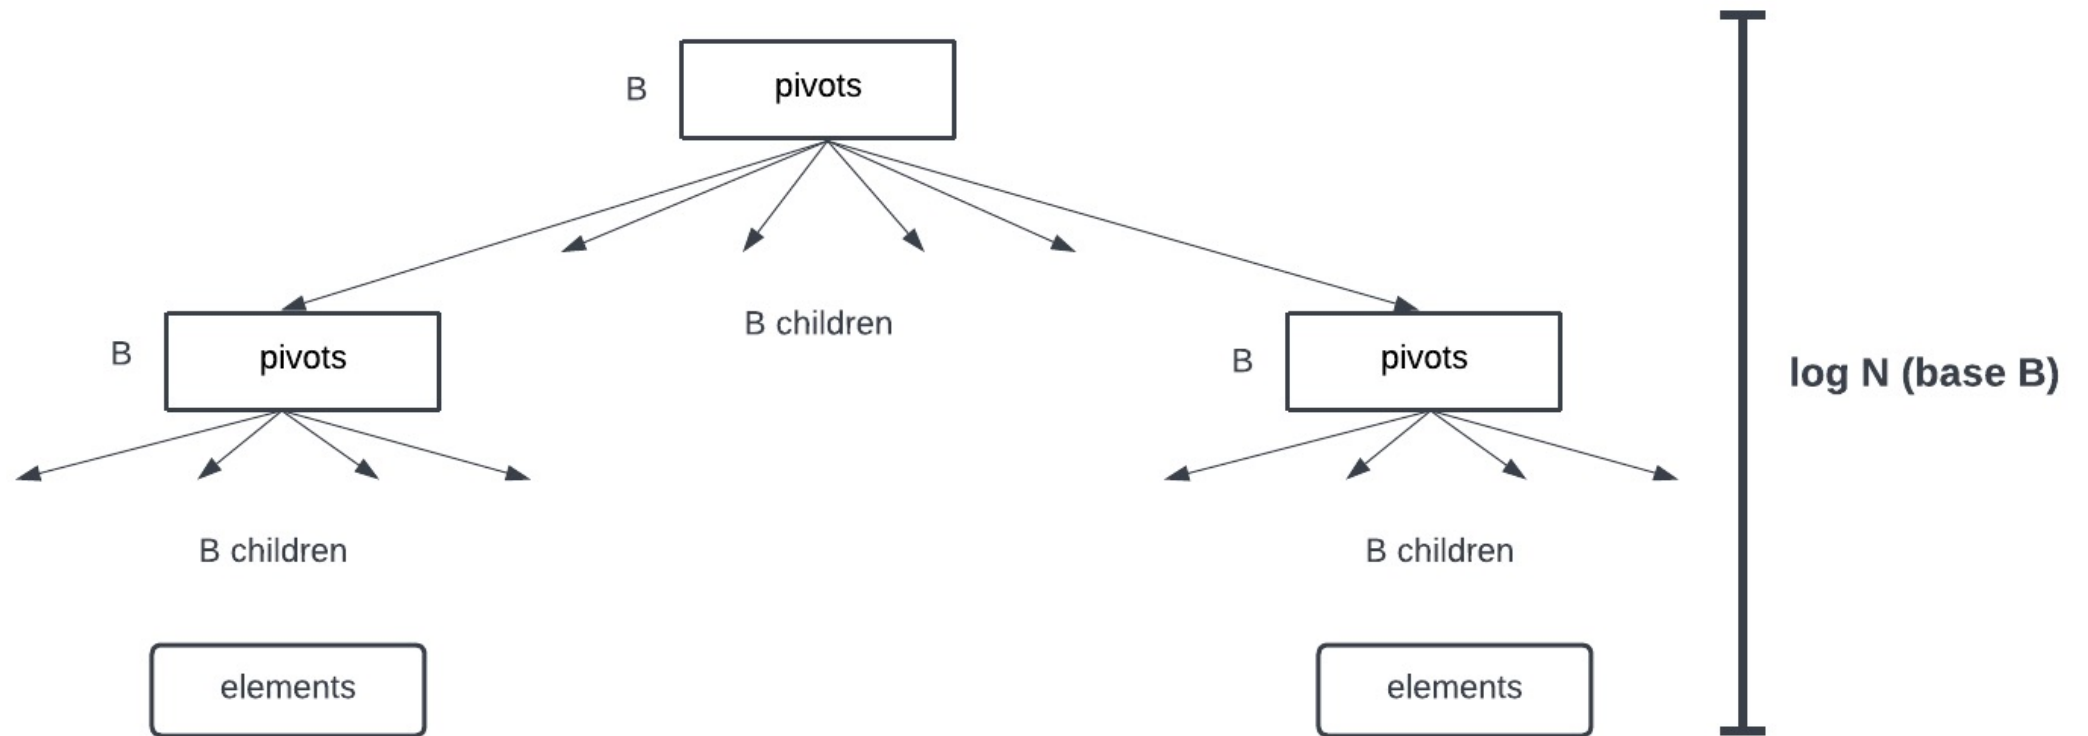 B
pivots
B children
B
pivots
B
pivots
log N (base B)
B children
B children
elements
elements